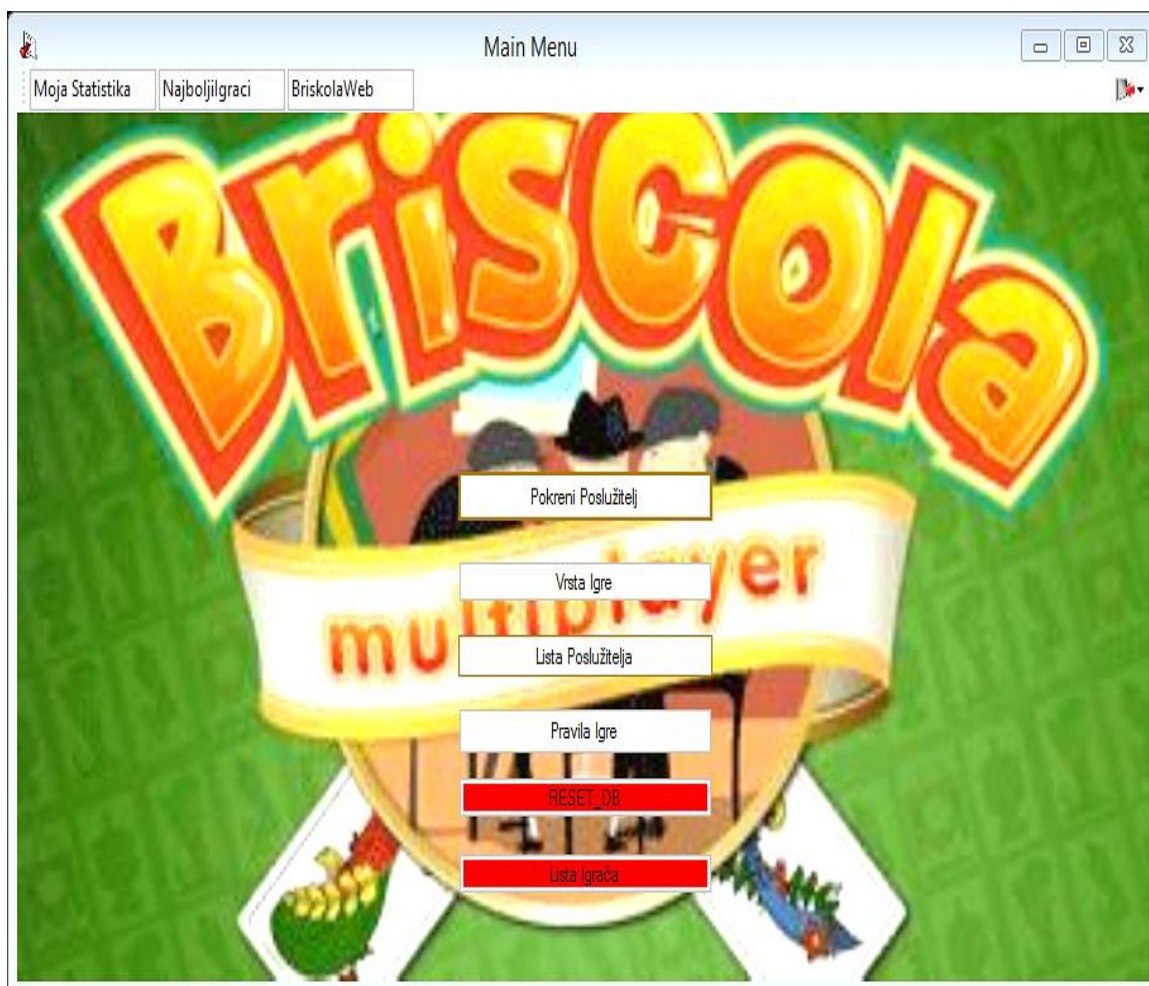 Main Menu
Moja Statistika NajboljiIgraci BriskolaWeb
Briscola
Pokreni Poslužitelj
multiplayer
Vrsta Igre
Lista Poslužitelja
Pravila Igre
RESET_DB
Lista Igrača